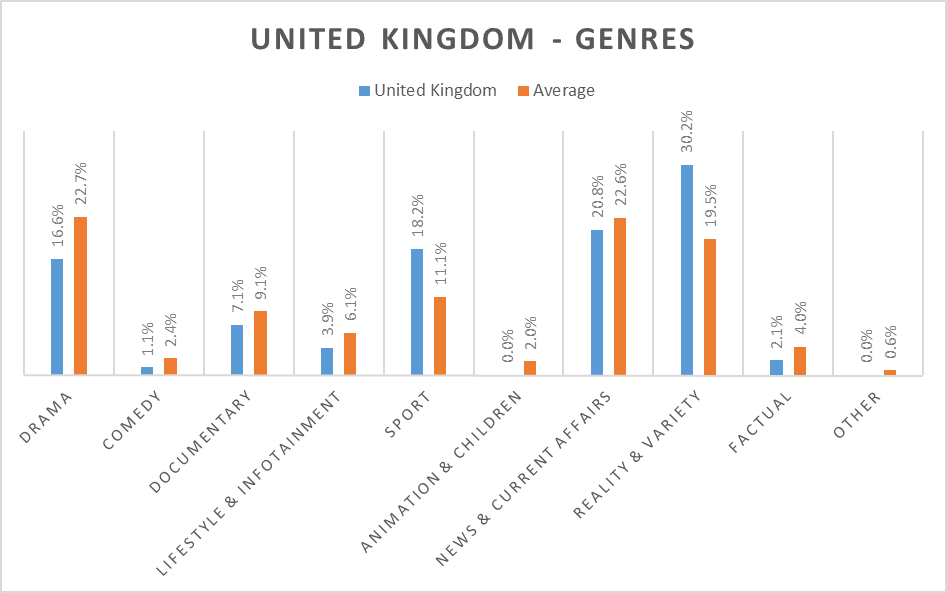 UNITED KINGDOM - GENRES
United Kingdom Average
16.6% 22.7%
1.1% 2.4%
7.1% 9.1%
3.9% 6.1%
18.2% 11.1%
0.0% 2.0%
20.8% 22.6%
30.2% 19.5%
2.1% 4.0%
0.0% 0.6%
DRAMA
COMEDY
DOCUMENTARY
LIFESTYLE & INFOTAINMENT
SPORT
ANIMATION & CHILDREN
NEWS & CURRENT AFFAIRS
REALITY & VARIETY
FACTUAL
OTHER